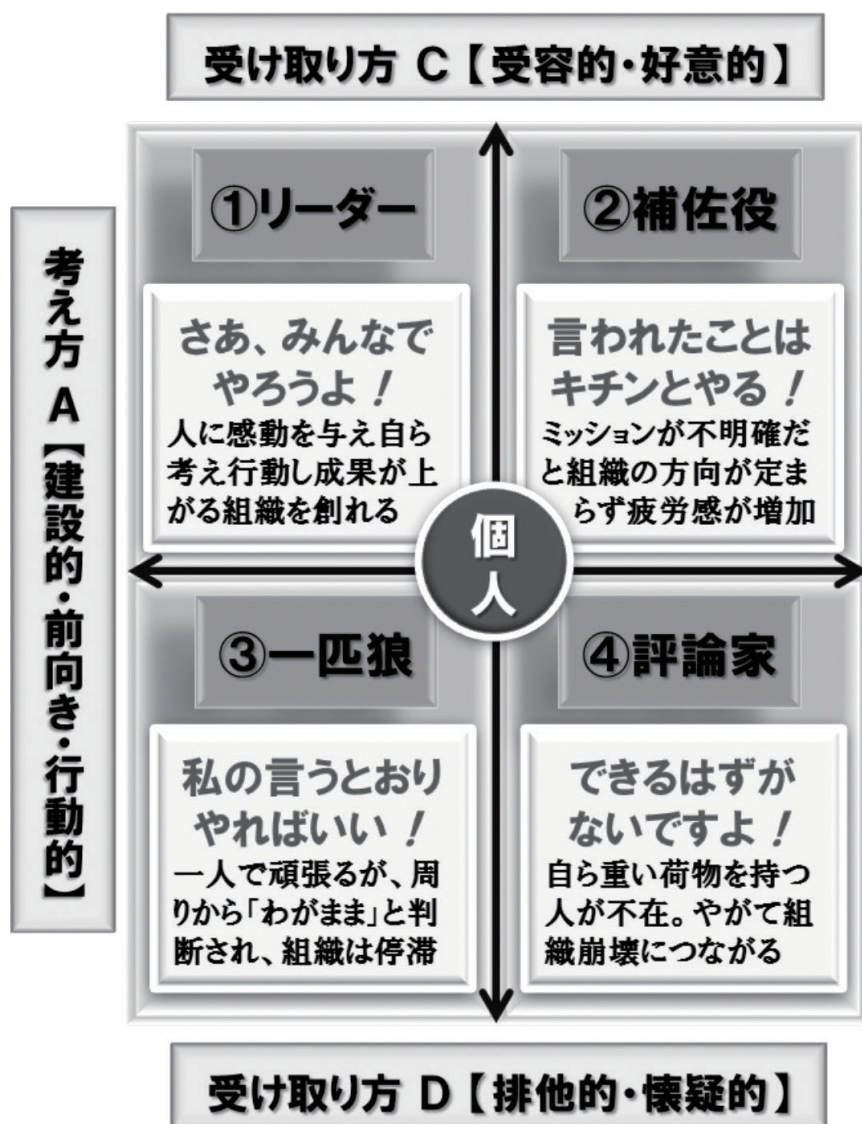 受け取り方 C【受容的・好意的】
考え方 A【建設的・前向き・行動的】
①リーダー
さあ、みんなで
やろうよ！
人に感動を与え自ら
考え行動し成果が上
がる組織を創れる
②補佐役
言われたことは
キチンとやる！
ミッションが不明確だ
と組織の方向が定ま
らず疲労感が増加
個
人
③一匹狼
私の言うとおり
やればいい！
一人で頑張るが、周
りから「わがまま」と判
断され、組織は停滞
④評論家
できるはずが
ないですよ！
自ら重い荷物を持つ
人が不在。やがて組
織崩壊につながる
受け取り方 D【排他的・懐疑的】